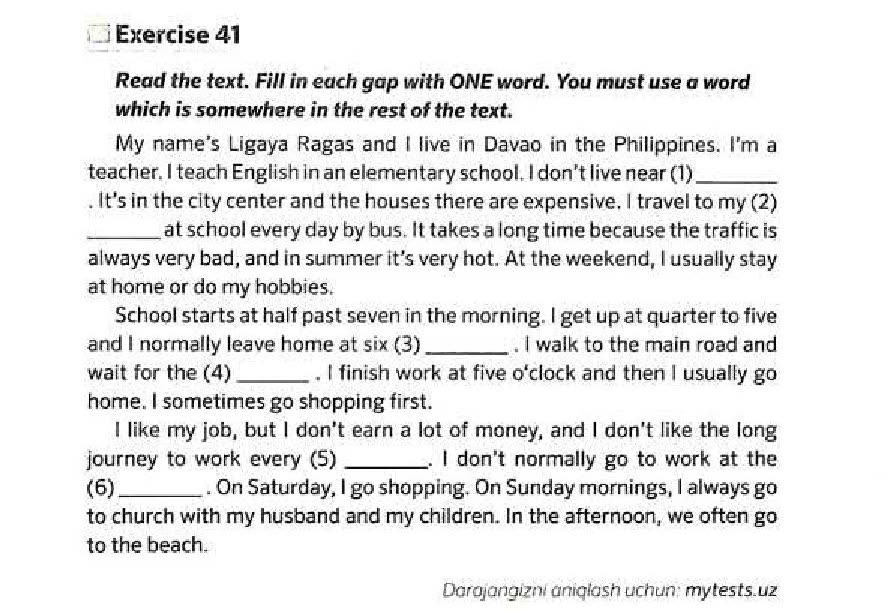 Exercise 41
Read the text. Fill in each gap with ONE word. You must use a word
which is somewhere in the rest of the text.
My name's Ligaya Ragas and I live in Davao in the Philippines. I'm a
teacher. I teach English in an elementary school. I don't live near (1)________
. It's in the city center and the houses there are expensive. I travel to my (2)
________ at school every day by bus. It takes a long time because the traffic is
always very bad, and in summer it's very hot. At the weekend, I usually stay
at home or do my hobbies.
School starts at half past seven in the morning. I get up at quarter to five
and I normally leave home at six (3) ________ . I walk to the main road and
wait for the (4) _______ . I finish work at five o'clock and then I usually go
home. I sometimes go shopping first.
I like my job, but I don't earn a lot of money, and I don't like the long
journey to work every (5) ________. I don't normally go to work at the
(6) ________ . On Saturday, I go shopping. On Sunday mornings, I always go
to church with my husband and my children. In the afternoon, we often go
to the beach.
Darajangizni aniqlash uchun: mytests.uz